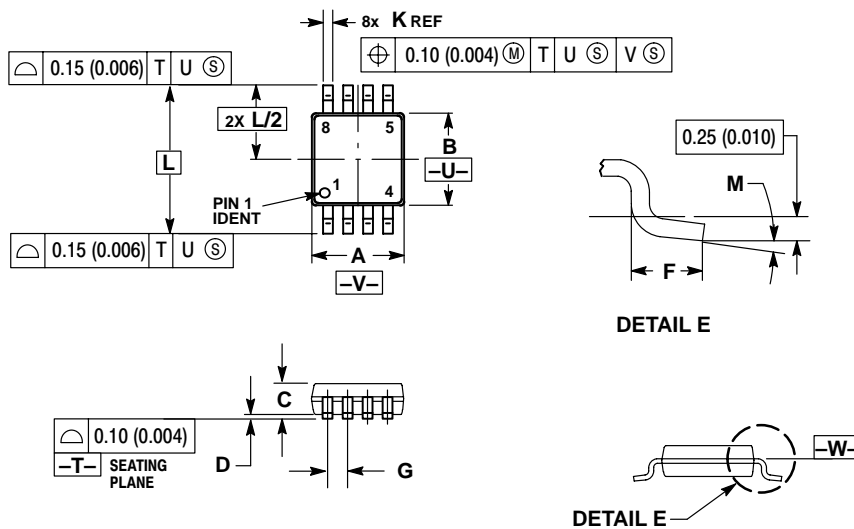 8x K REF
0.10 (0.004) Ⓜ T U Ⓢ V Ⓢ
0.15 (0.006) T U Ⓢ
2X L/2
8 5
B
–U–
L
PIN 1
IDENT
1 4
0.15 (0.006) T U Ⓢ
A
–V–
0.25 (0.010)
M
F
DETAIL E
C
0.10 (0.004)
–T– SEATING
PLANE
D
G
–W–
DETAIL E